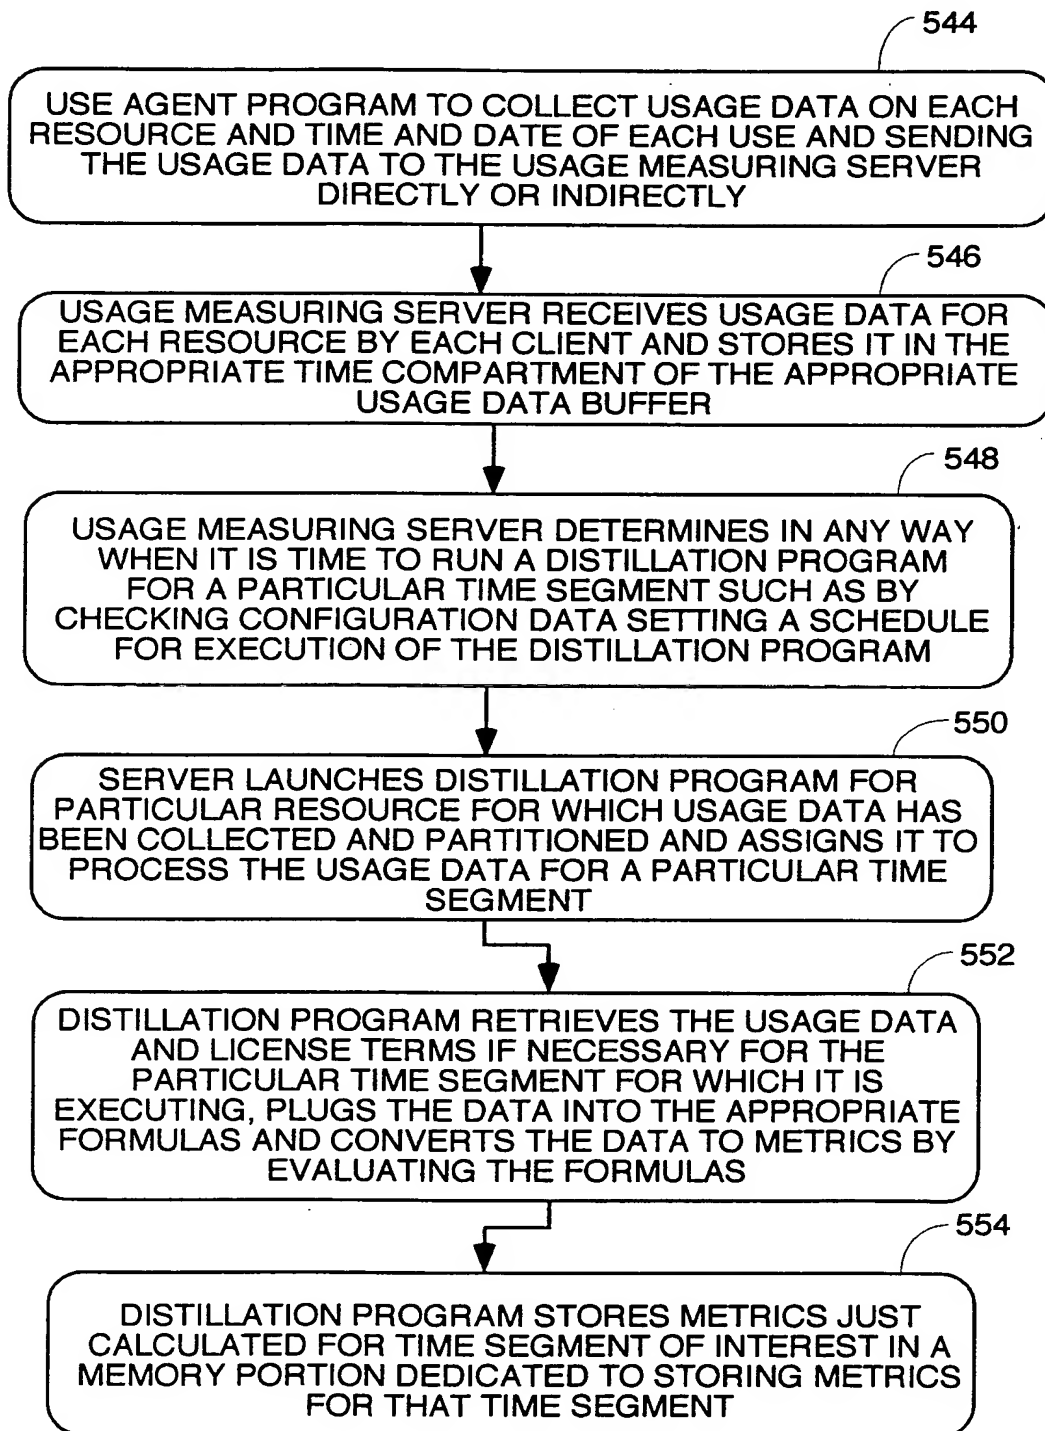 544
USE AGENT PROGRAM TO COLLECT USAGE DATA ON EACH
RESOURCE AND TIME AND DATE OF EACH USE AND SENDING
THE USAGE DATA TO THE USAGE MEASURING SERVER
DIRECTLY OR INDIRECTLY
546
USAGE MEASURING SERVER RECEIVES USAGE DATA FOR
EACH RESOURCE BY EACH CLIENT AND STORES IT IN THE
APPROPRIATE TIME COMPARTMENT OF THE APPROPRIATE
USAGE DATA BUFFER
548
USAGE MEASURING SERVER DETERMINES IN ANY WAY
WHEN IT IS TIME TO RUN A DISTILLATION PROGRAM
FOR A PARTICULAR TIME SEGMENT SUCH AS BY
CHECKING CONFIGURATION DATA SETTING A SCHEDULE
FOR EXECUTION OF THE DISTILLATION PROGRAM
550
SERVER LAUNCHES DISTILLATION PROGRAM FOR
PARTICULAR RESOURCE FOR WHICH USAGE DATA HAS
BEEN COLLECTED AND PARTITIONED AND ASSIGNS IT TO
PROCESS THE USAGE DATA FOR A PARTICULAR TIME
SEGMENT
552
DISTILLATION PROGRAM RETRIEVES THE USAGE DATA
AND LICENSE TERMS IF NECESSARY FOR THE
PARTICULAR TIME SEGMENT FOR WHICH IT IS
EXECUTING, PLUGS THE DATA INTO THE APPROPRIATE
FORMULAS AND CONVERTS THE DATA TO METRICS BY
EVALUATING THE FORMULAS
554
DISTILLATION PROGRAM STORES METRICS JUST
CALCULATED FOR TIME SEGMENT OF INTEREST IN A
MEMORY PORTION DEDICATED TO STORING METRICS
FOR THAT TIME SEGMENT